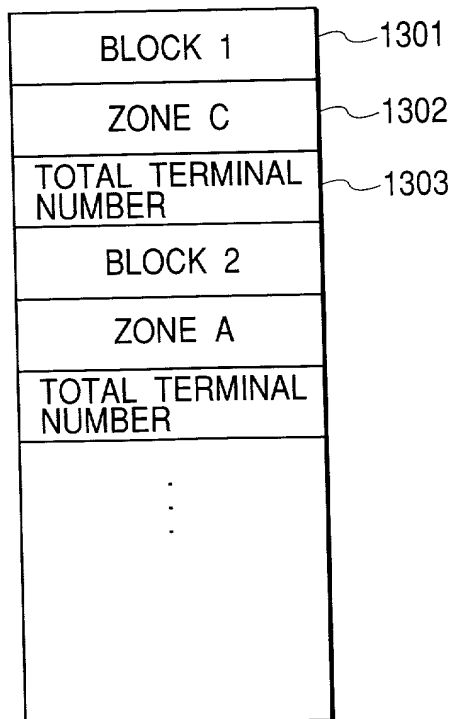 BLOCK 1
1301
ZONE C
1302
TOTAL TERMINAL
NUMBER
1303
BLOCK 2
ZONE A
TOTAL TERMINAL
NUMBER